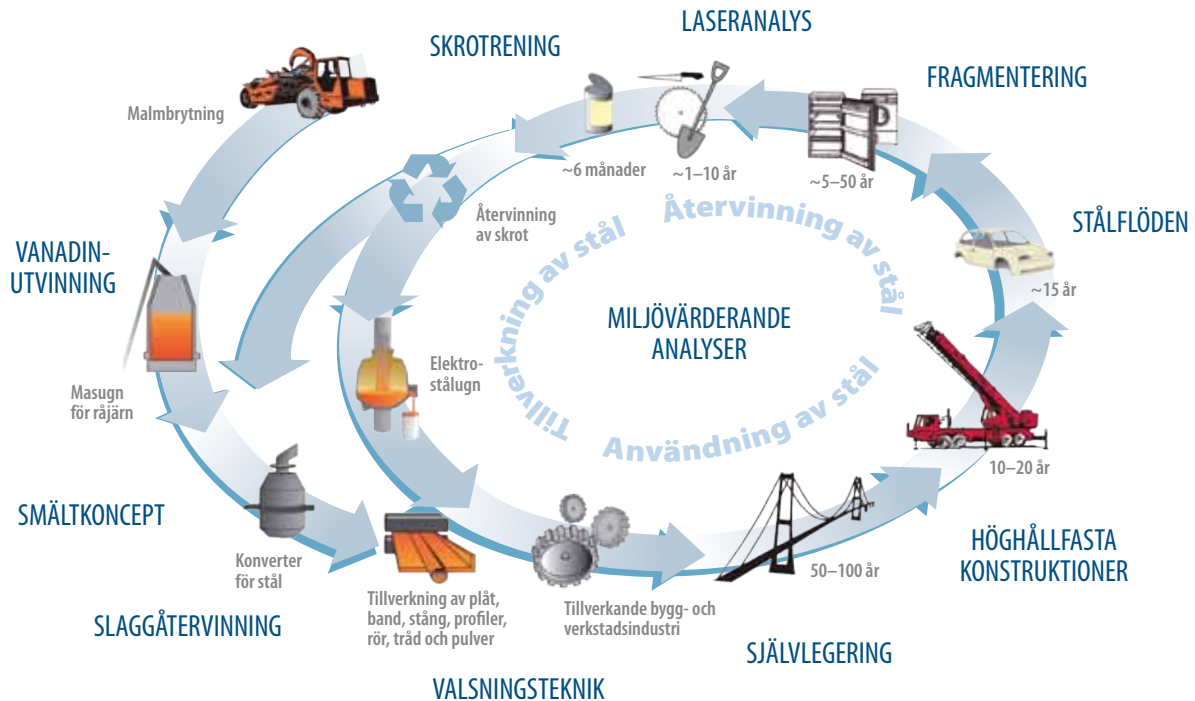 LASERANALYS
SKROTRENING
FRAGMENTERING
Malmbrytning
~6 månader
~1–10 år
~5–50 år
Återvinning
av skrot
STÅLFLÖDEN
~15 år
VANADIN-
UTVINNING
Tillverkning av stål
Återvinning av stål
Användning av stål
MILJÖVÄRDERANDE
ANALYSER
Masugn
för råjärn
Elektro-
stålugn
10–20 år
SMÄLTKONCEPT
HÖGHÅLLFASTA
KONSTRUKTIONER
Konverter
för stål
50–100 år
Tillverkning av plåt,
band, stång, profiler,
rör, tråd och pulver
Tillverkande bygg- och
verkstadsindustri
SLAGGÅTERVINNING
SJÄLVLEGERING
VALSNINGSTEKNIK